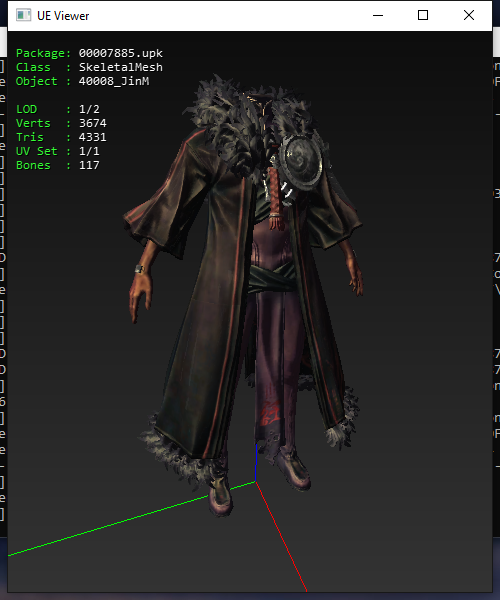 UE Viewer
Package: 00007885.upk
Class  : SkeletalMesh
Object : 40008_JinM
LOD    : 1/2
Verts  : 3674
Tris   : 4331
UV Set : 1/1
Bones  : 117